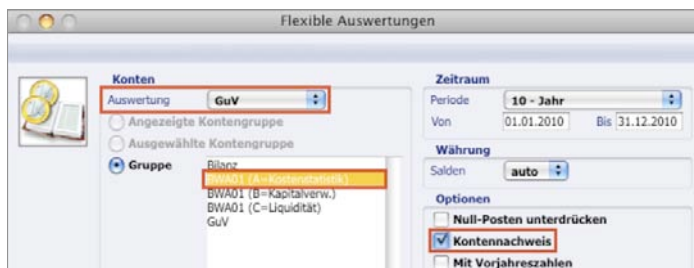 Flexible Auswertungen
Konten
Auswertung GuV
Angezeigte Kontengruppe
Ausgewählte Kontengruppe
Gruppe
Bilanz
BWA01 (A=Kostenstatistik)
BWA01 (B=Kapitalverw.)
BWA01 (C=Liquidität)
GuV
Zeitraum
Periode 10 - Jahr
Von 01.01.2010 Bis 31.12.2010
Währung
Salden auto
Optionen
Null-Posten unterdrücken
Kontennachweis
Mit Vorjahreszahlen